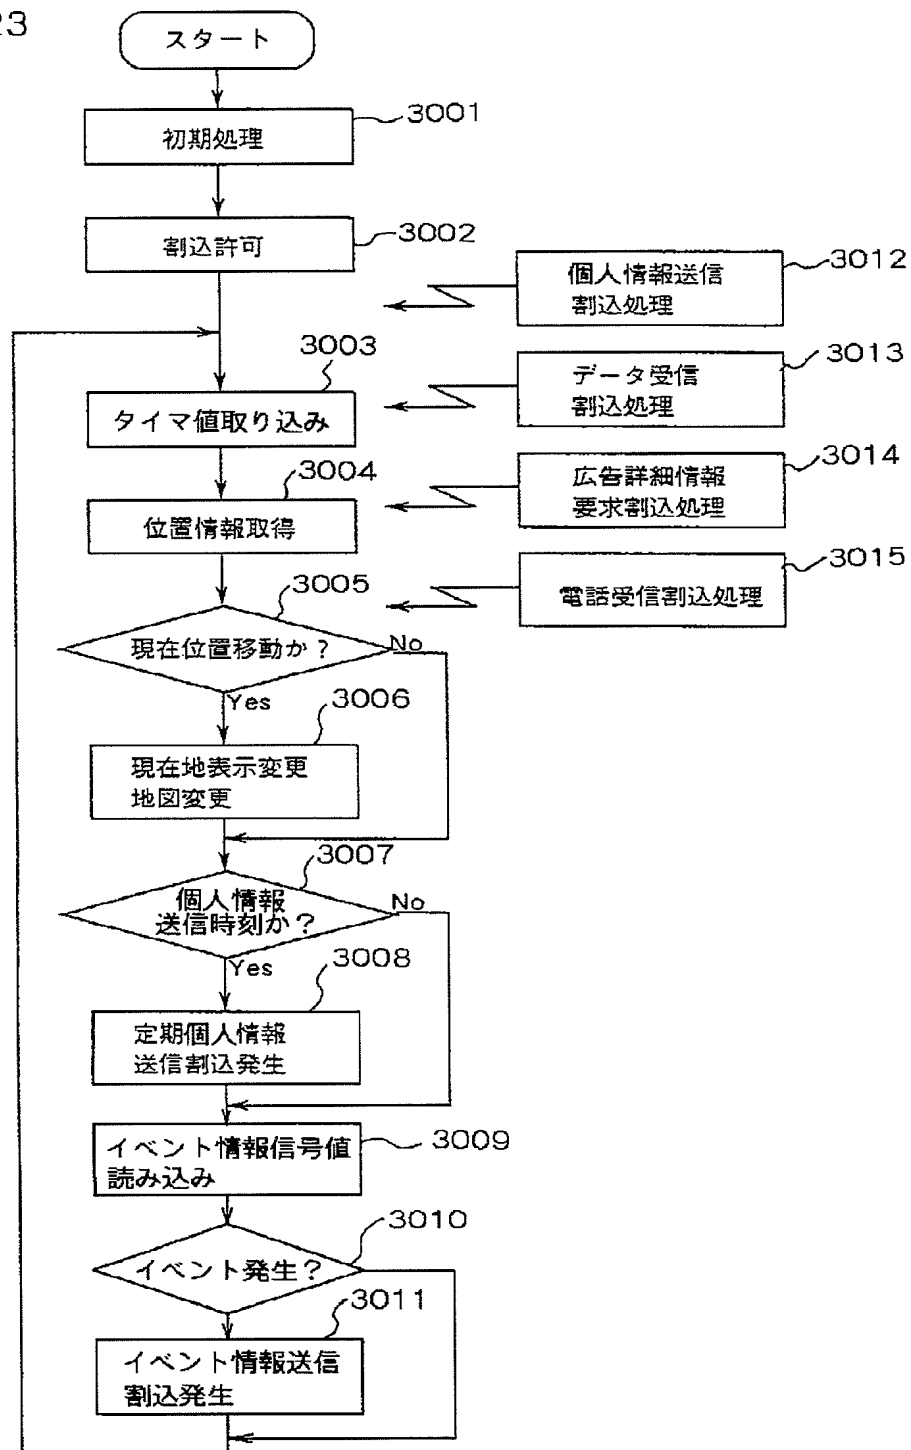 23
スタート
3001
初期処理
3002
割込許可
3012
個人情報送信
割込処理
3003
3013
タイマ値取り込み
データ受信
割込処理
3004
3014
位置情報取得
広告詳細情報
要求割込処理
3005
3015
電話受信割込処理
現在位置移動か？
No
Yes
3006
現在地表示変更
地図変更
3007
個人情報
送信時刻か？
No
Yes
3008
定期個人情報
送信割込発生
3009
イベント情報信号値
読み込み
3010
イベント発生？
3011
イベント情報送信
割込発生